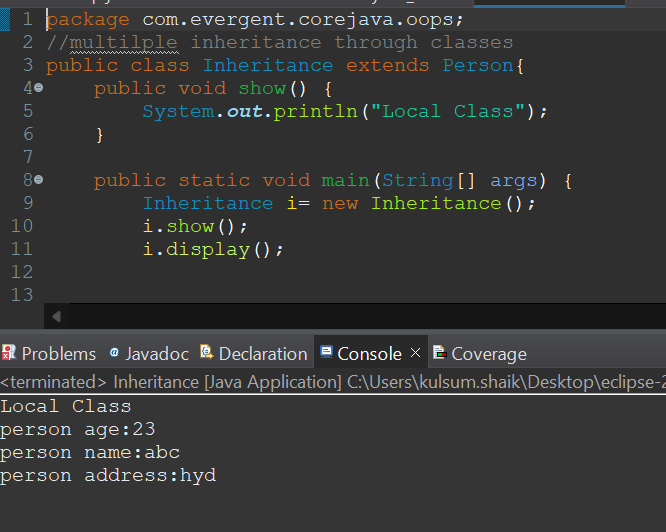 1 package com.evergent.corejava.oops;
2 //multilple inheritance through classes
3 public class Inheritance extends Person{
4 public void show() {
5 System.out.println("Local Class");
6 }
7
8 public static void main(String[] args) {
9 Inheritance i= new Inheritance();
10 i.show();
11 i.display();
12
13
Problems @ Javadoc Declaration Console × Coverage
<terminated> Inheritance [Java Application] C:\Users\kulsum.shaik\Desktop\eclipse-2
Local Class
person age:23
person name:abc
person address:hyd